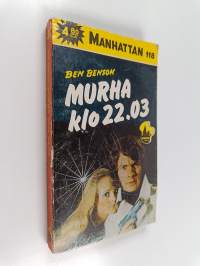 4,80
MANHATTAN 118
BEN BENSON
MURHA
klo 22.03